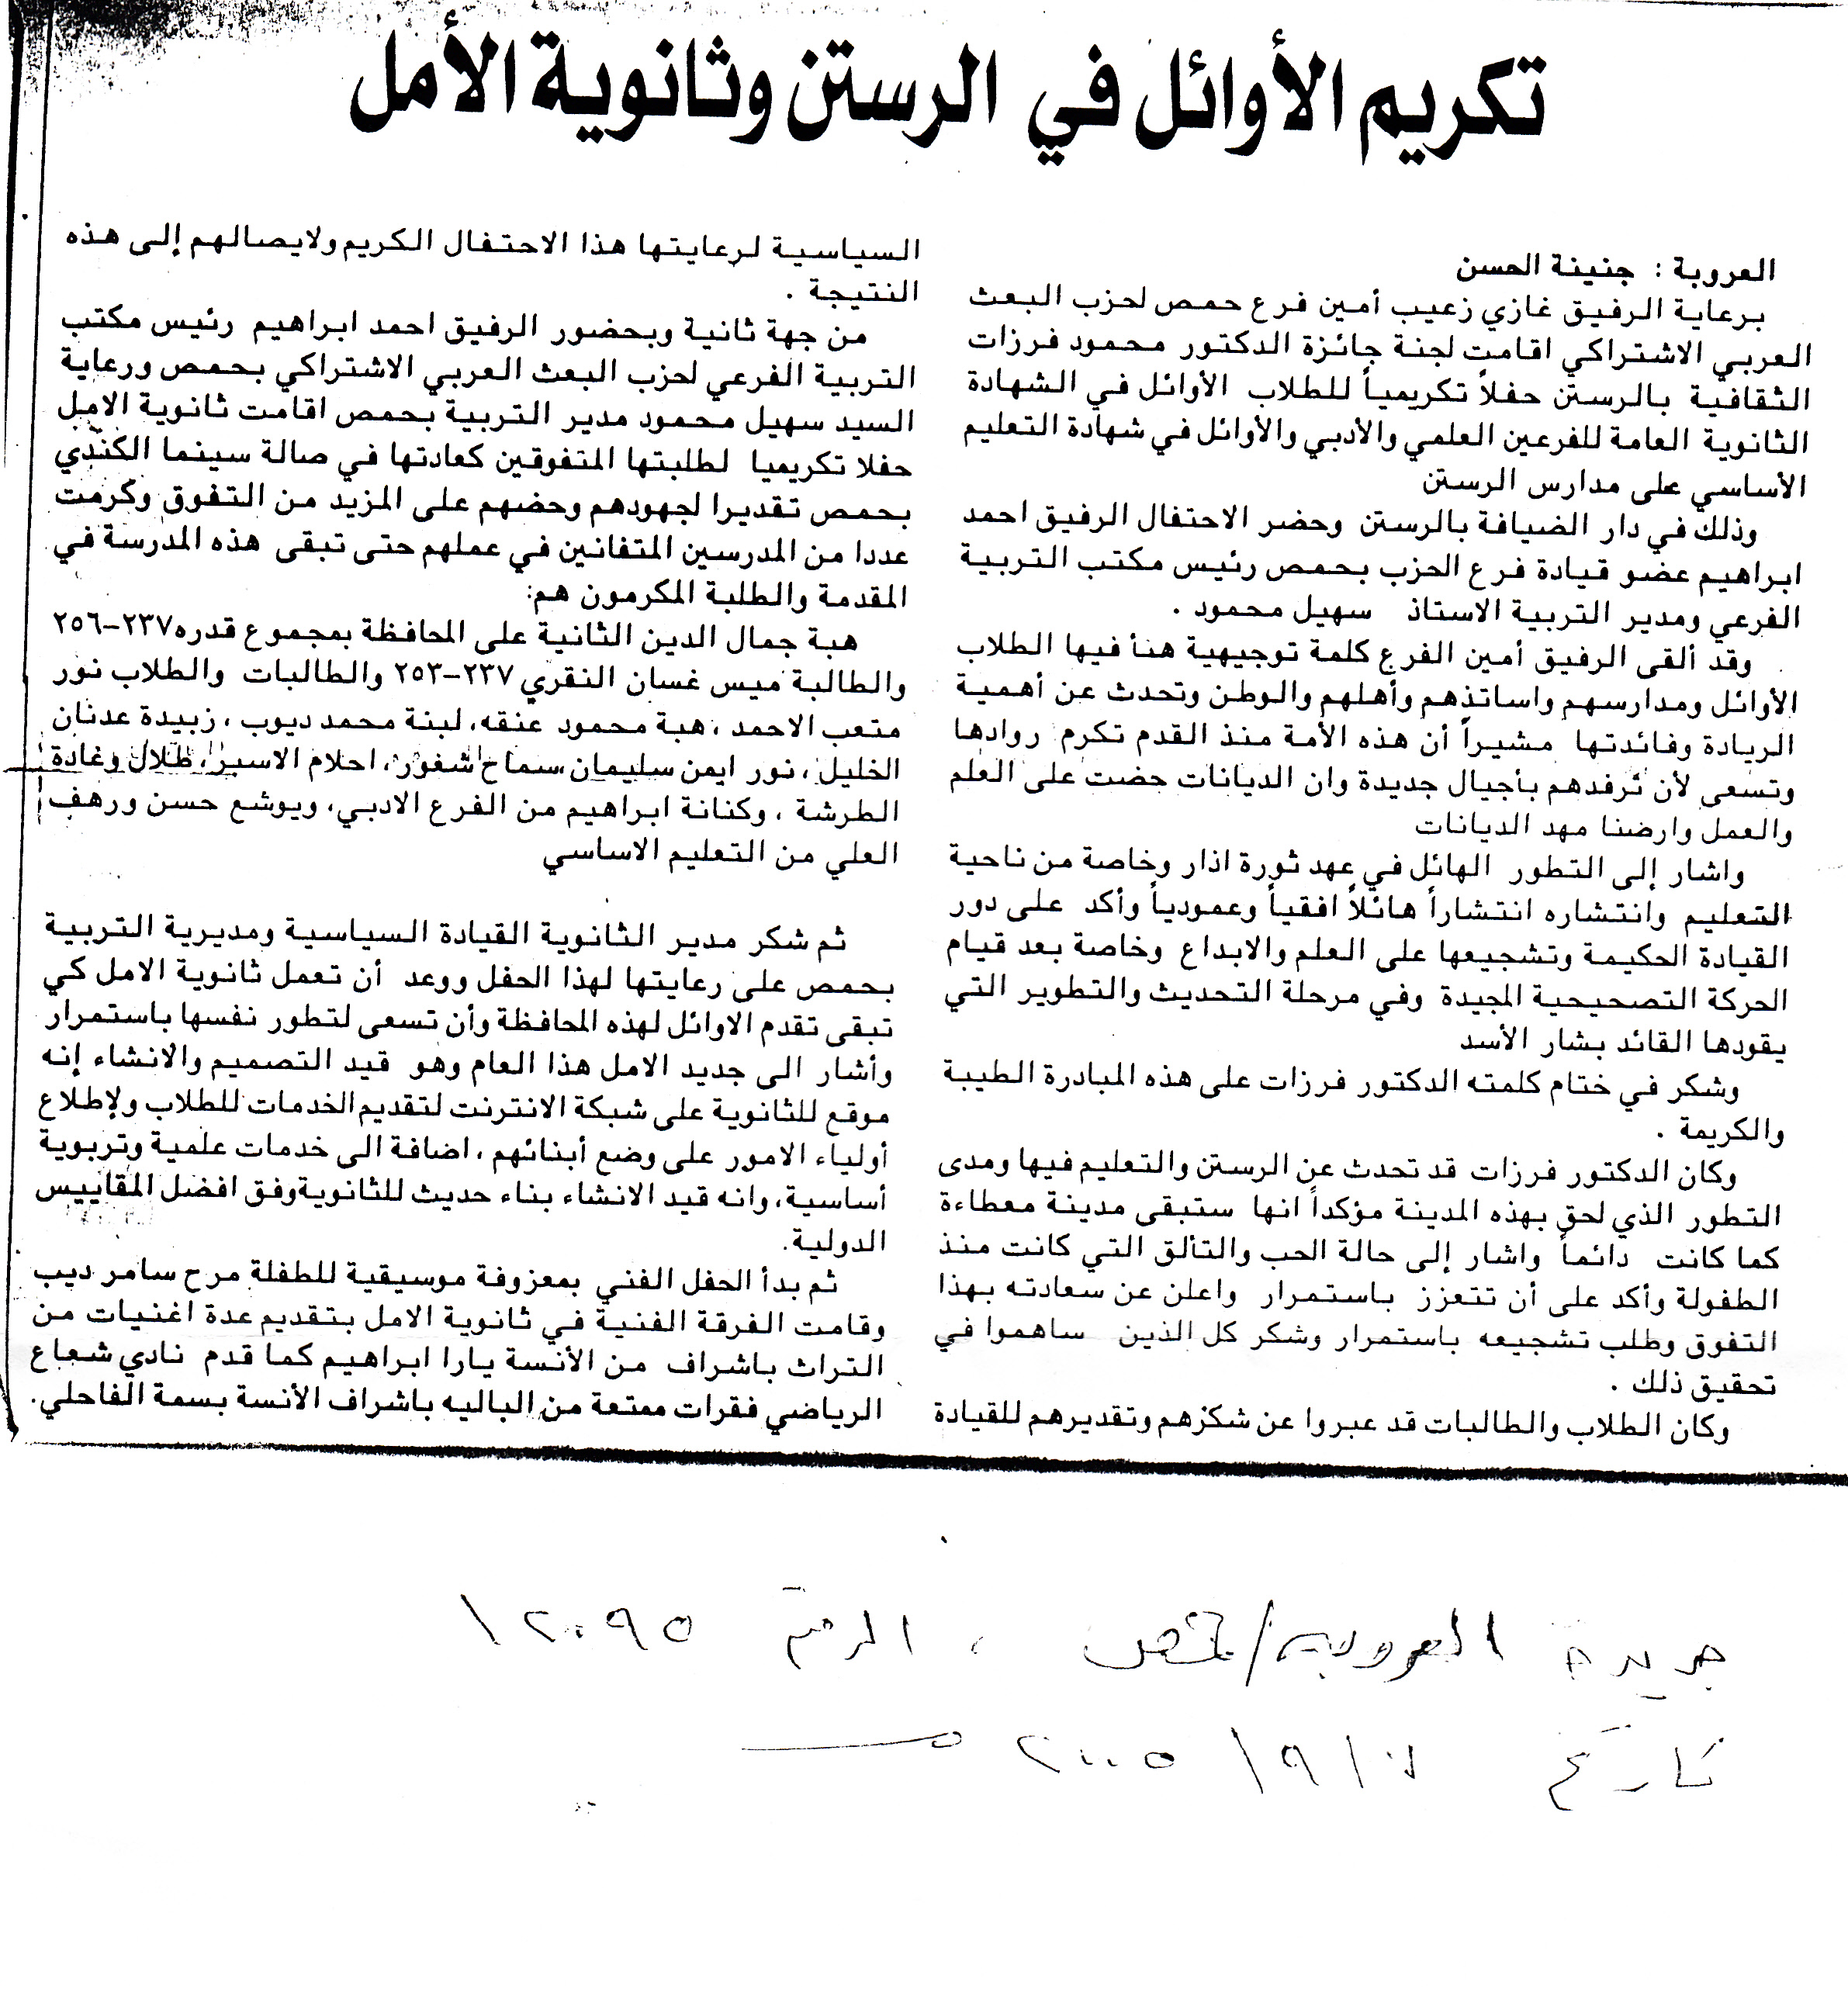 تكريم الأوائل في الرستن وثانوية الأمل
العروبة : جنينة الحسن
برعاية الرفيق غازي زعيب أمين فرع حمص لحزب البعث
العربي الاشتراكي اقامت لجنة جائزة الدكتور محمود فرزات
الثقافية بالرستن حفلاً تكريمياً للطلاب الأوائل في الشهادة
الثانوية العامة للفرعين العلمي والأدبي والأوائل في شهادة التعليم
الأساسي على مدارس الرستن
وذلك في دار الضيافة بالرستن وحضر الاحتفال الرفيق احمد
ابراهيم عضو قيادة فرع الحزب بحمص رئيس مكتب التربية
الفرعي ومدير التربية الاستاذ سهيل محمود .
وقد ألقى الرفيق أمين الفرع كلمة توجيهية هنأ فيها الطلاب
الأوائل ومدارسهم واساتذهم وأهلهم والوطن وتحدث عن أهمية
الريادة وفائدتها مشيراً أن هذه الأمة منذ القدم تكرم روادها
وتسعى لأن ترفدهم بأجيال جديدة وان الديانات حضت على العلم
والعمل وارضنا مهد الديانات
واشار إلى التطور الهائل في عهد ثورة اذار وخاصة من ناحية
التعليم وانتشاره انتشاراً هائلاً افقياً وعمودياً وأكد على دور
القيادة الحكيمة وتشجيعها على العلم والابداع وخاصة بعد قيام
الحركة التصحيحية المجيدة وفي مرحلة التحديث والتطوير التي
يقودها القائد بشار الأسد
وشكر في ختام كلمته الدكتور فرزات على هذه المبادرة الطيبة
والكريمة .
وكان الدكتور فرزات قد تحدث عن الرستن والتعليم فيها ومدى
التطور الذي لحق بهذه المدينة مؤكداً انها ستبقى مدينة معطاءة
كما كانت دائماً واشار إلى حالة الحب والتألق التي كانت منذ
الطفولة وأكد على أن تتعزز باستمرار واعلن عن سعادته بهذا
التفوق وطلب تشجيعه باستمرار وشكر كل الذين ساهموا في
تحقيق ذلك .
وكان الطلاب والطالبات قد عبروا عن شكرهم وتقديرهم للقيادة
السياسية لرعايتها هذا الاحتفال الكريم ولايصالهم إلى هذه
النتيجة .
من جهة ثانية وبحضور الرفيق احمد ابراهيم رئيس مكتب
التربية الفرعي لحزب البعث العربي الاشتراكي بحمص ورعاية
السيد سهيل محمود مدير التربية بحمص اقامت ثانوية الامل
حفلا تكريميا لطلبتها المتفوقين كعادتها في صالة سينما الكندي
بحمص تقديرا لجهودهم وحضهم على المزيد من التفوق وكرمت
عددا من المدرسين المتفانين في عملهم حتى تبقى هذه المدرسة في
المقدمة والطلبة المكرمون هم:
هبة جمال الدين الثانية على المحافظة بمجموع قدره ٢٣٧-٢٥٦
والطالبة ميس غسان النقري ٢٣٧-٢٥٣ والطالبات والطلاب نور
متعب الاحمد ، هبة محمود عنقه، لبنة محمد ديوب ، زبيدة عدنان
الخليل ، نور ايمن سليمان، سماح شغور، احلام الاسبر، طلال وغادة
الطرشة ، وكنانة ابراهيم من الفرع الادبي، ويوشع حسن ورهف
العلي من التعليم الاساسي
ثم شكر مدير الثانوية القيادة السياسية ومديرية التربية
بحمص على رعايتها لهذا الحفل ووعد أن تعمل ثانوية الامل كي
تبقى تقدم الاوائل لهذه المحافظة وأن تسعى لتطور نفسها باستمرار
وأشار الى جديد الامل هذا العام وهو قيد التصميم والانشاء إنه
موقع للثانوية على شبكة الانترنت لتقديم الخدمات للطلاب ولإطلاع
أولياء الامور على وضع أبنائهم ، اضافة الى خدمات علمية وتربوية
أساسية، وانه قيد الانشاء بناء حديث للثانوية وفق افضل المقاييس
الدولية.
ثم بدأ الحفل الفني بمعزوفة موسيقية للطفلة مرح سامر ديب
وقامت الفرقة الفنية في ثانوية الامل بتقديم عدة اغنيات من
التراث باشراف من الأنسة يارا ابراهيم كما قدم نادي شعاع
الرياضي فقرات ممتعة من الباليه باشراف الأنسة بسمة الفاحلي.
جريدة العروبة/حمص ، الرقم ١٢٠٩٥
تاريخ ٩/ ٢٠٠٥